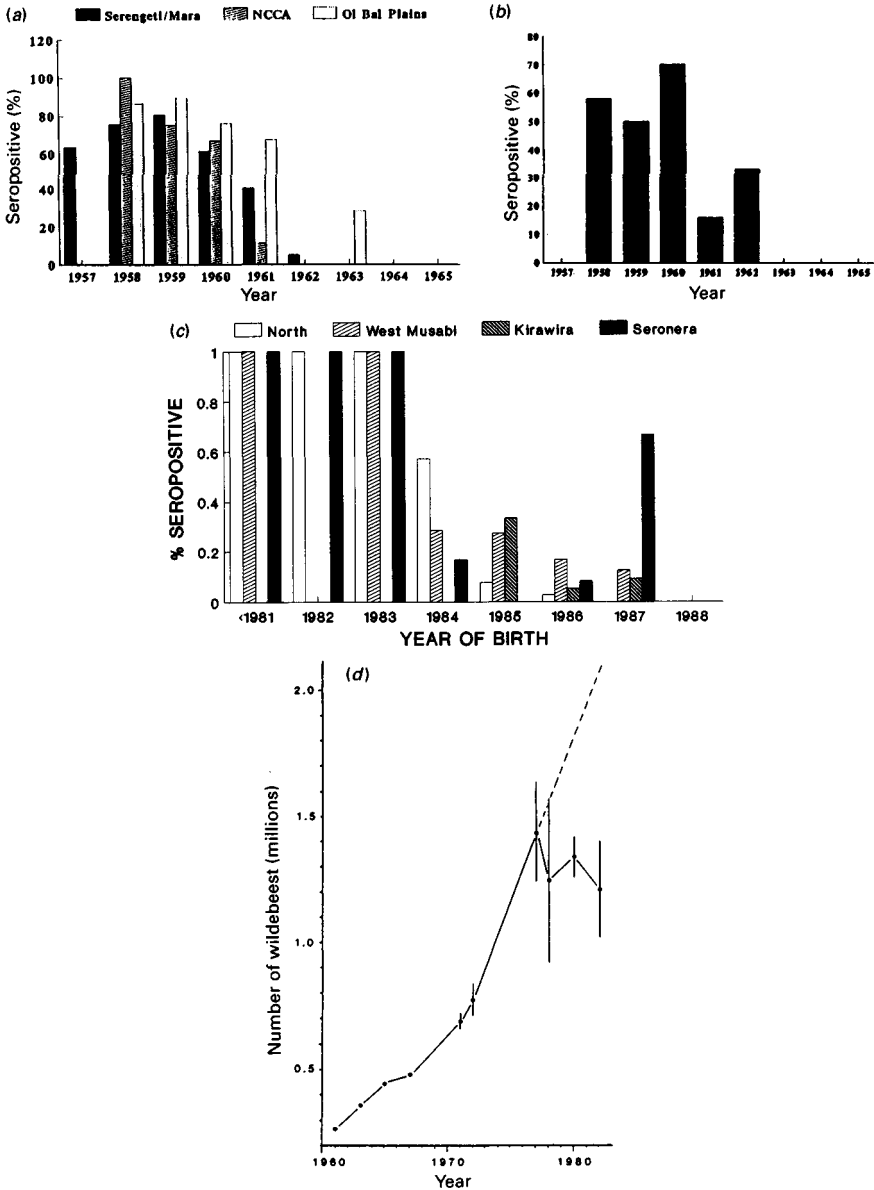 (a) Serengeti/Mara NCCA Ol Bal Plains
Seropositive (%)
120
100
80
60
40
20
0
1957 1958 1959 1960 1961 1962 1963 1964 1965
Year
(b)
Seropositive (%)
80
70
60
50
40
30
20
10
0
1957 1958 1959 1960 1961 1962 1963 1964 1965
Year
(c) North West Musabi Kirawira Seronera
% SEROPOSITIVE
1
0.8
0.6
0.4
0.2
0
<1981 1982 1983 1984 1985 1986 1987 1988
YEAR OF BIRTH
(d)
Number of wildebeest (millions)
2.0
1.5
1.0
0.5
1960 1970 1980
Year